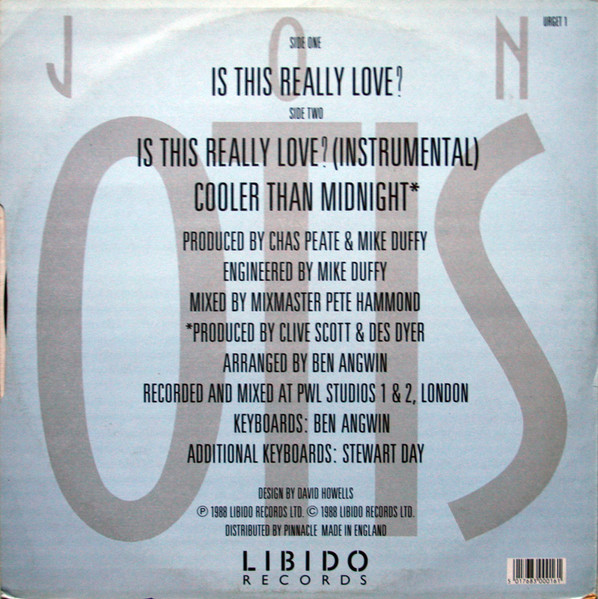 JON
URGET 1
OTIS
SIDE ONE
IS THIS REALLY LOVE?
SIDE TWO
IS THIS REALLY LOVE? (INSTRUMENTAL)
COOLER THAN MIDNIGHT*
PRODUCED BY CHAS PEATE & MIKE DUFFY
ENGINEERED BY MIKE DUFFY
MIXED BY MIXMASTER PETE HAMMOND
*PRODUCED BY CLIVE SCOTT & DES DYER
ARRANGED BY BEN ANGWIN
RECORDED AND MIXED AT PWL STUDIOS 1 & 2, LONDON
KEYBOARDS: BEN ANGWIN
ADDITIONAL KEYBOARDS: STEWART DAY
DESIGN BY DAVID HOWELLS
℗ 1988 LIBIDO RECORDS LTD. © 1988 LIBIDO RECORDS LTD.
DISTRIBUTED BY PINNACLE MADE IN ENGLAND
LIBIDO
RECORDS
5 017683 000161